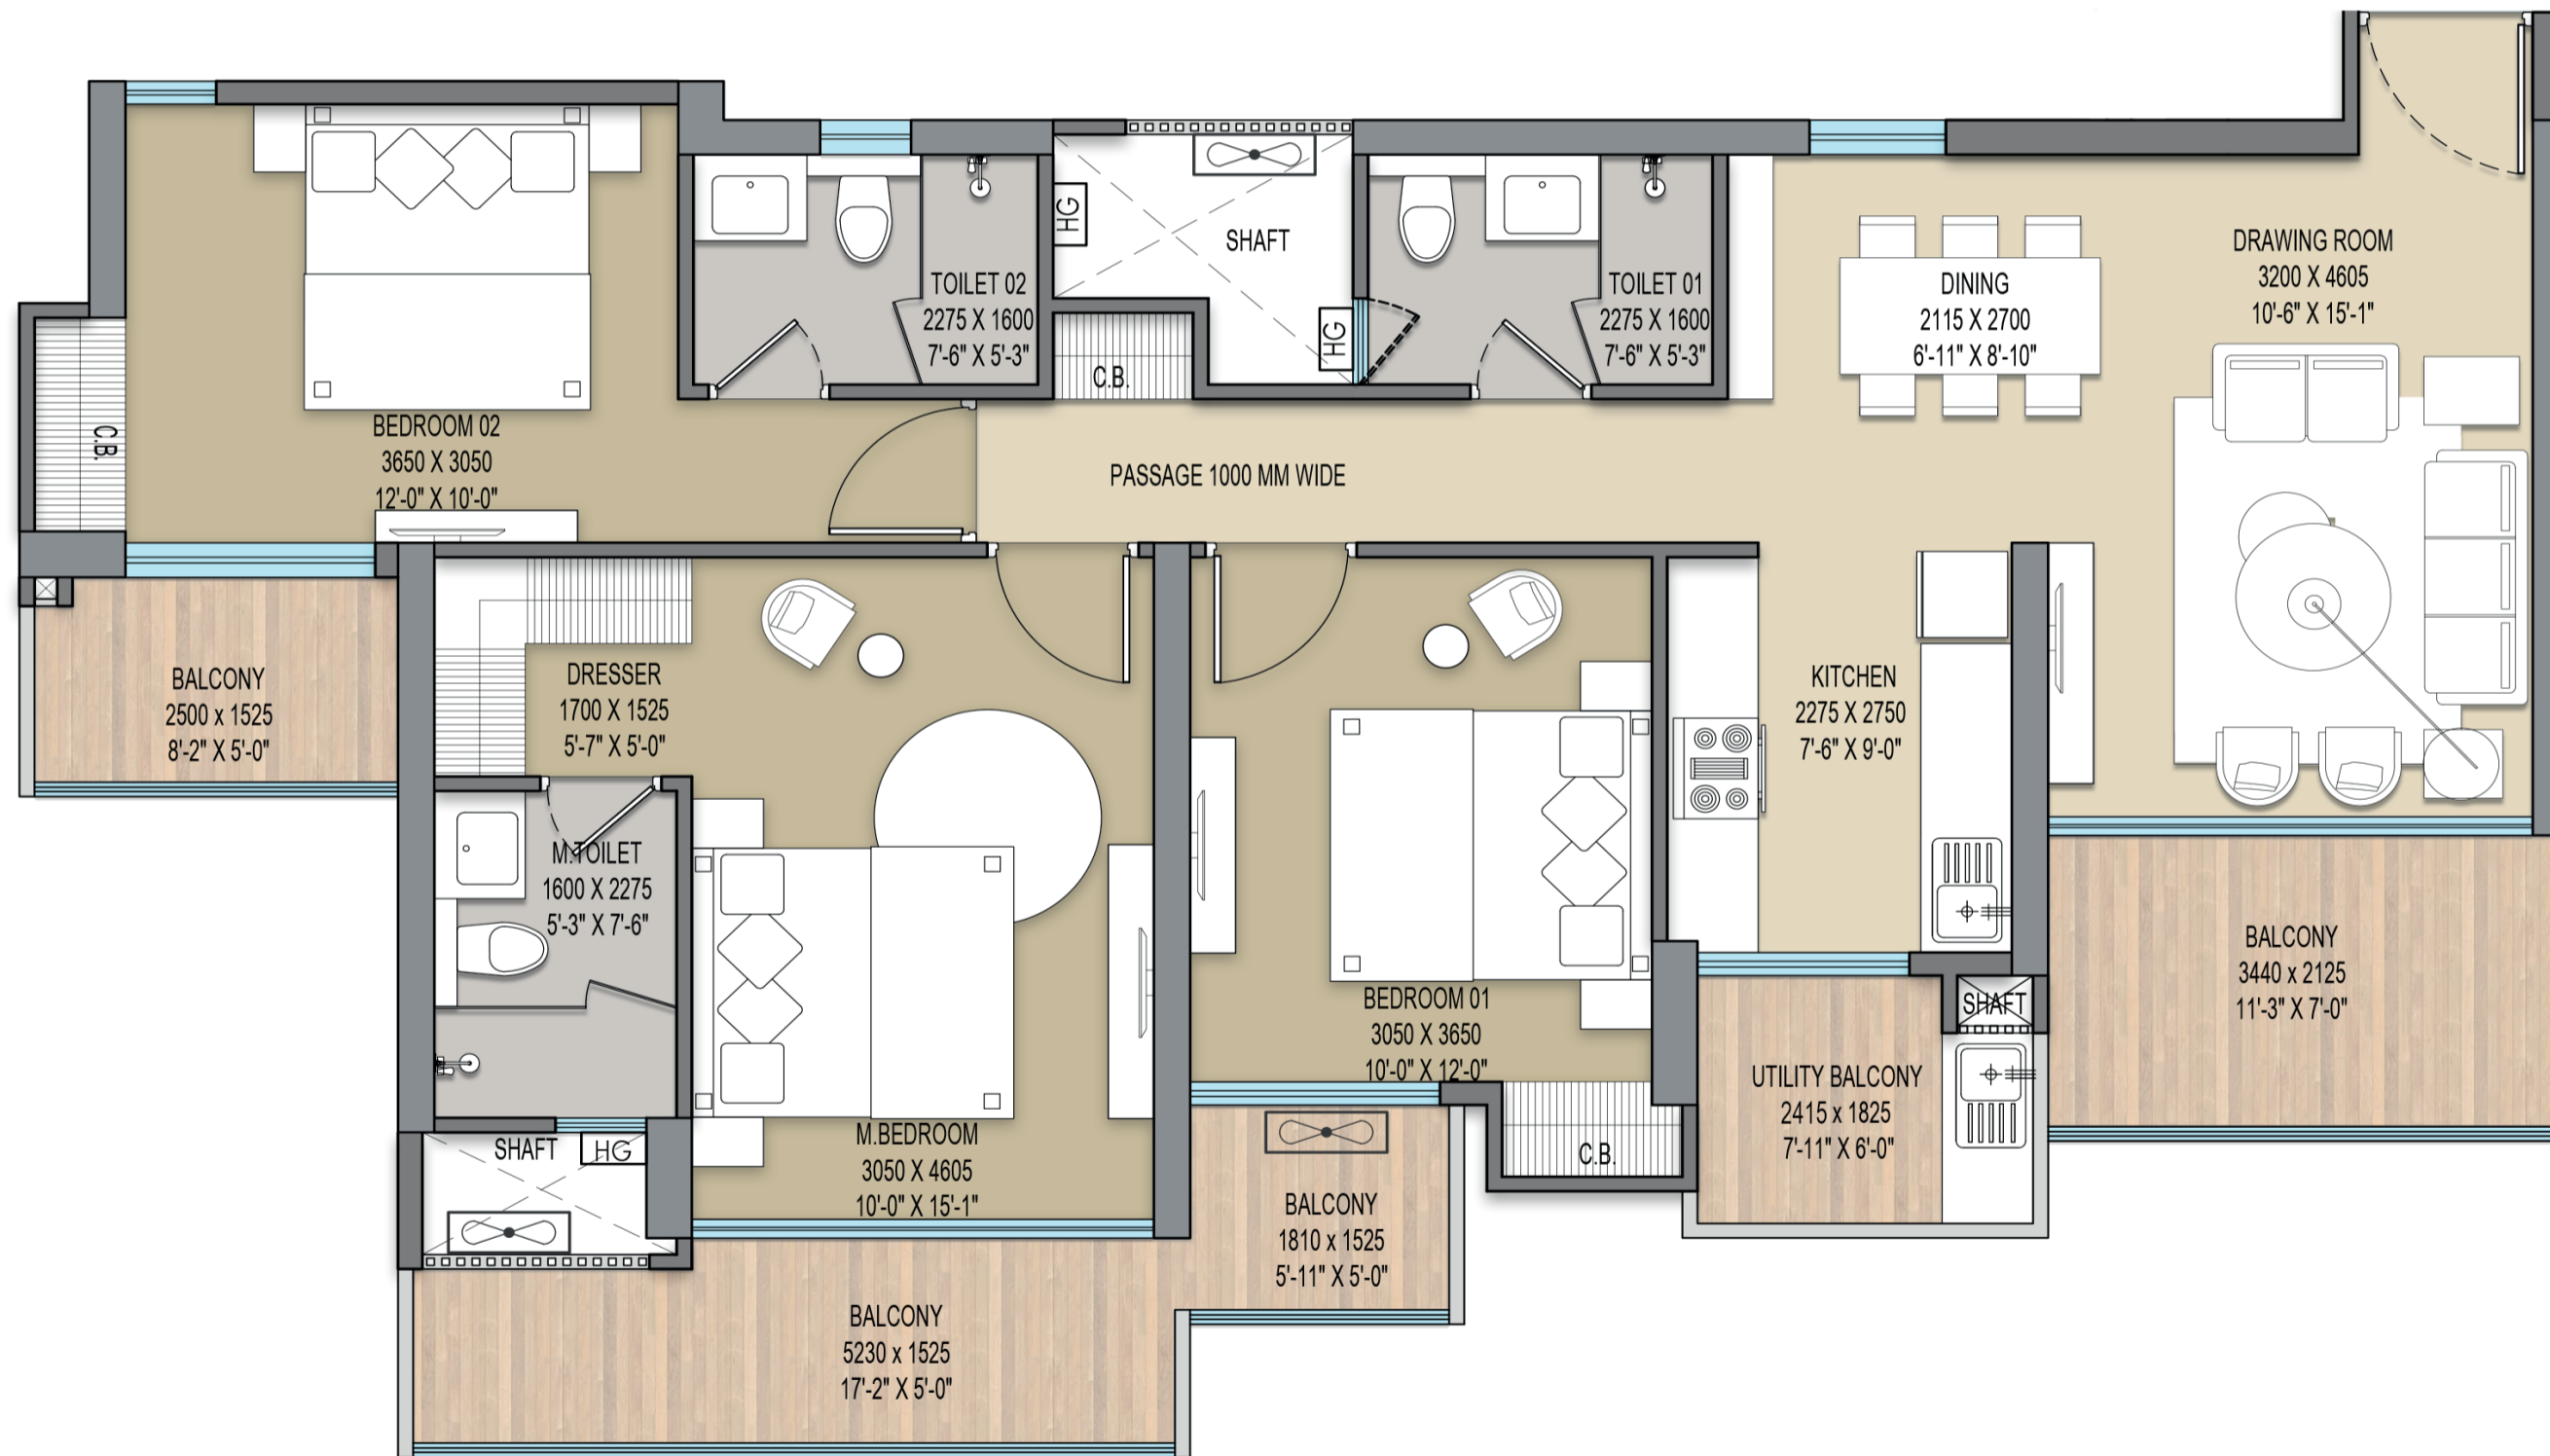 DRAWING ROOM
3200 X 4605
10'-6" X 15'-1"
DINING
2115 X 2700
6'-11" X 8'-10"
TOILET 01
2275 X 1600
7'-6" X 5'-3"
SHAFT
HG
HG
TOILET 02
2275 X 1600
7'-6" X 5'-3"
C.B.
C.B.
BEDROOM 02
3650 X 3050
12'-0" X 10'-0"
PASSAGE 1000 MM WIDE
BALCONY
2500 x 1525
8'-2" X 5'-0"
DRESSER
1700 X 1525
5'-7" X 5'-0"
KITCHEN
2275 X 2750
7'-6" X 9'-0"
M.TOILET
1600 X 2275
5'-3" X 7'-6"
BALCONY
3440 x 2125
11'-3" X 7'-0"
BEDROOM 01
3050 X 3650
10'-0" X 12'-0"
SHAFT
UTILITY BALCONY
2415 x 1825
7'-11" X 6'-0"
M.BEDROOM
3050 X 4605
10'-0" X 15'-1"
SHAFT
HG
C.B.
BALCONY
1810 x 1525
5'-11" X 5'-0"
BALCONY
5230 x 1525
17'-2" X 5'-0"